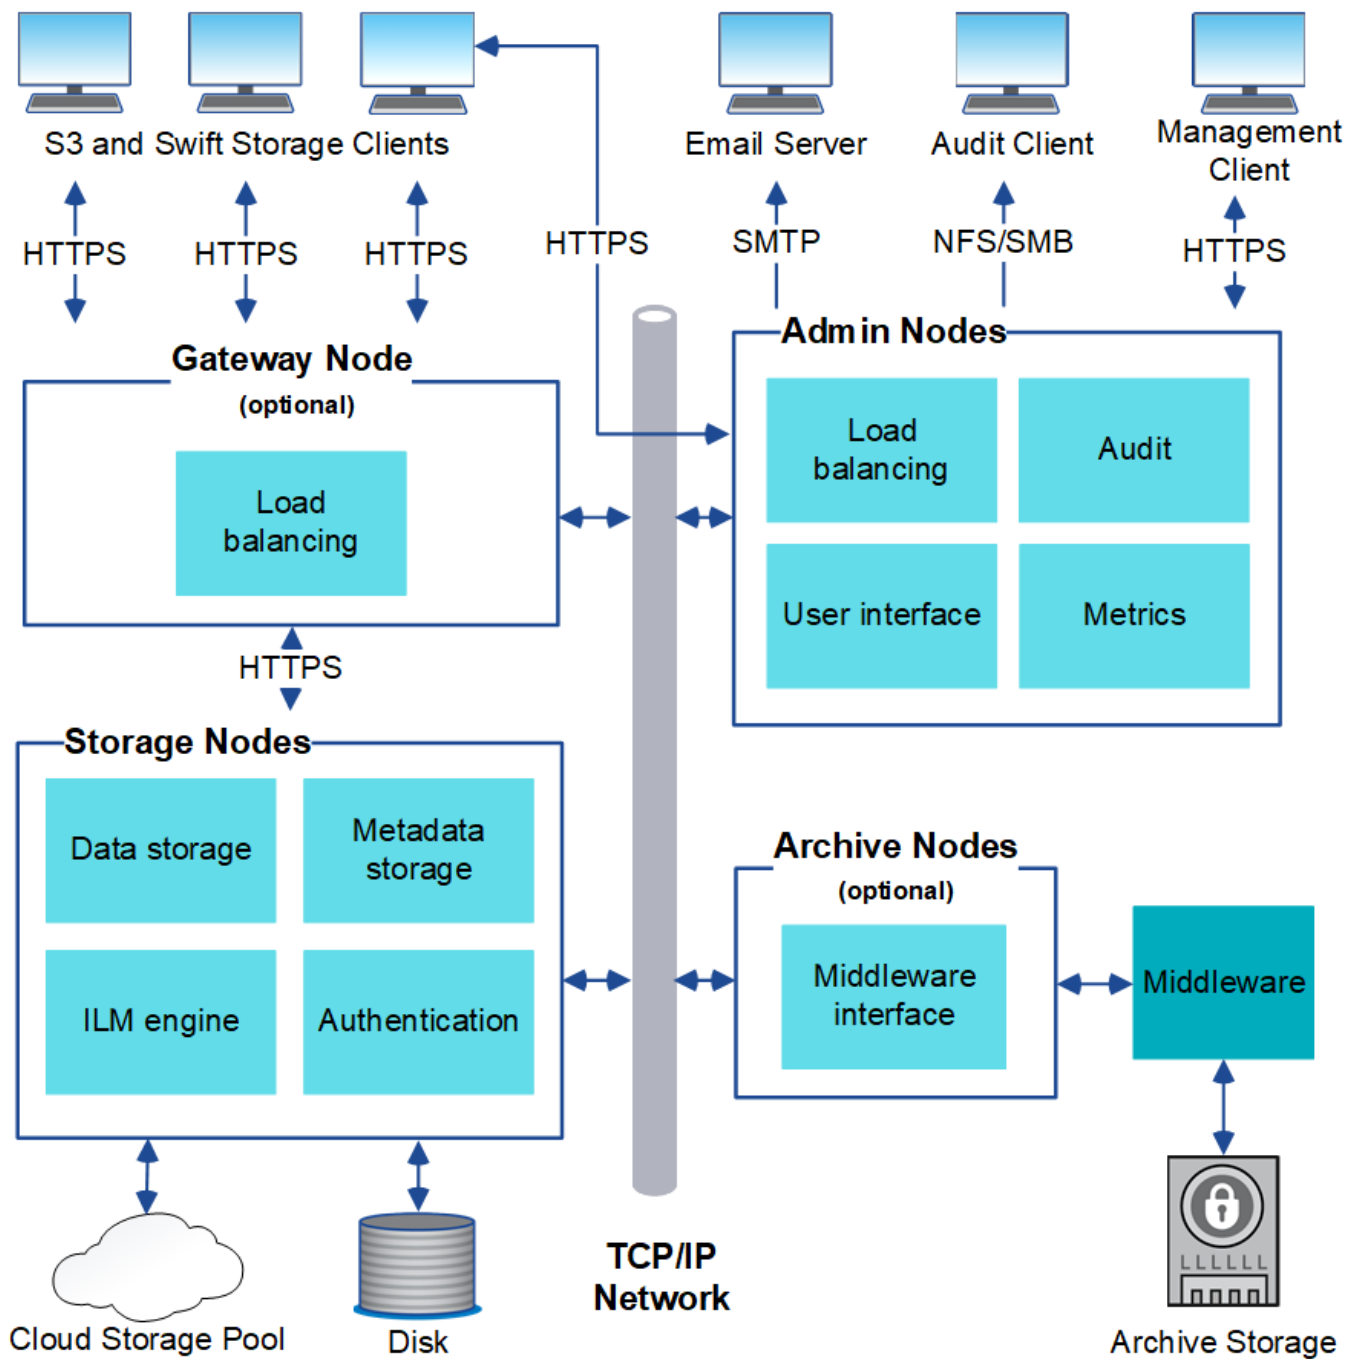 S3 and Swift Storage Clients
Email Server
Audit Client
Management
Client
HTTPS
HTTPS
HTTPS
HTTPS
SMTP
NFS/SMB
HTTPS
Gateway Node
(optional)
Load
balancing
Admin Nodes
Load
balancing
Audit
User interface
Metrics
HTTPS
Storage Nodes
Data storage
Metadata
storage
ILM engine
Authentication
Archive Nodes
(optional)
Middleware
interface
Middleware
TCP/IP
Network
Cloud Storage Pool
Disk
Archive Storage